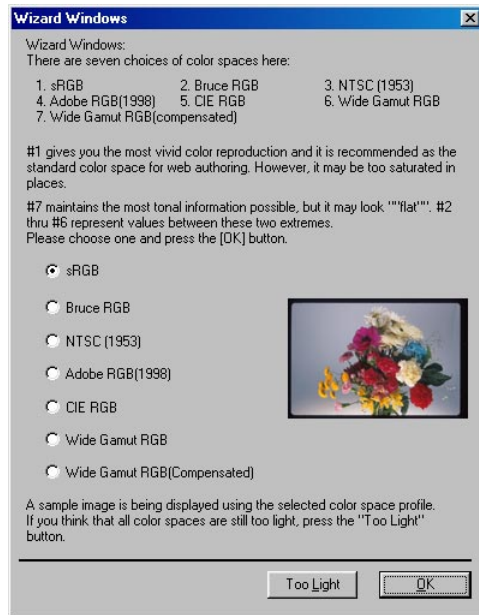 Wizard Windows
Wizard Windows:
There are seven choices of color spaces here:
1. sRGB 2. Bruce RGB 3. NTSC (1953)
4. Adobe RGB(1998) 5. CIE RGB 6. Wide Gamut RGB
7. Wide Gamut RGB(compensated)
#1 gives you the most vivid color reproduction and it is recommended as the
standard color space for web authoring. However, it may be too saturated in
places.
#7 maintains the most tonal information possible, but it may look ""flat"". #2
thru #6 represent values between these two extremes.
Please choose one and press the [OK] button.
sRGB
Bruce RGB
NTSC (1953)
Adobe RGB(1998)
CIE RGB
Wide Gamut RGB
Wide Gamut RGB(Compensated)
A sample image is being displayed using the selected color space profile.
If you think that all color spaces are still too light, press the "Too Light"
button.
Too Light OK